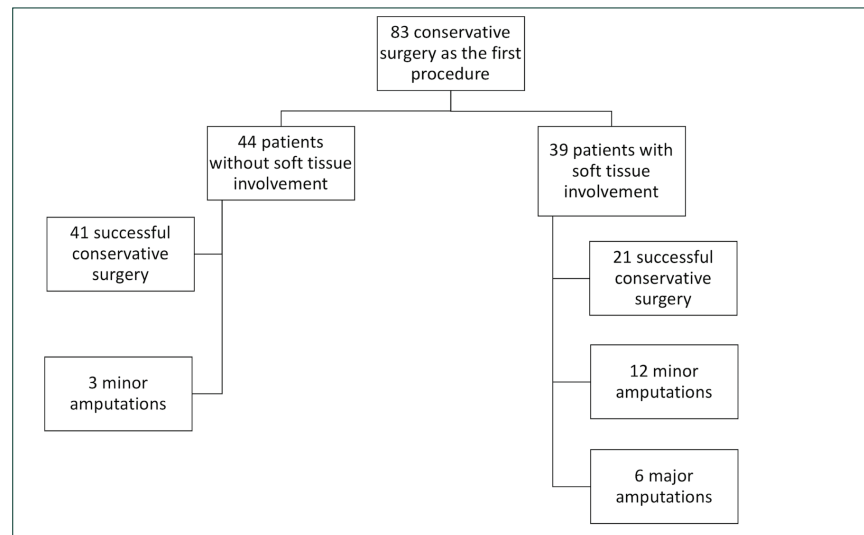 83 conservative
surgery as the first
procedure
44 patients
without soft tissue
involvement
39 patients with
soft tissue
involvement
41 successful
conservative
surgery
3 minor
amputations
21 successful
conservative
surgery
12 minor
amputations
6 major
amputations